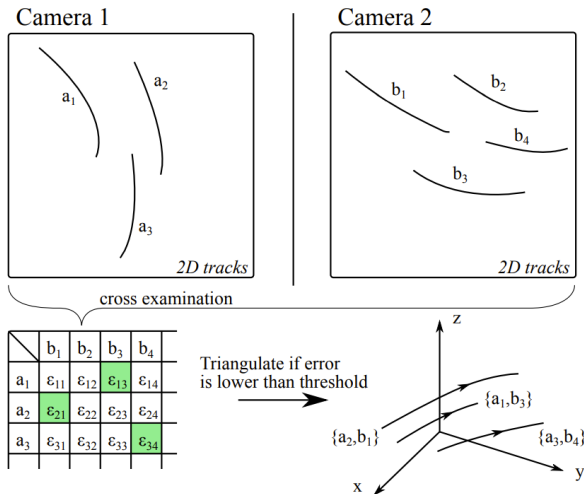 Camera 1
Camera 2
a1
a2
a3
2D tracks
b1
b2
b4
b3
2D tracks
cross examination
b1 b2 b3 b4
a1 ε11 ε12 ε13 ε14
a2 ε21 ε22 ε23 ε24
a3 ε31 ε32 ε33 ε34
Triangulate if error
is lower than threshold
z
{a1,b3}
{a2,b1}
{a3,b4}
x
y